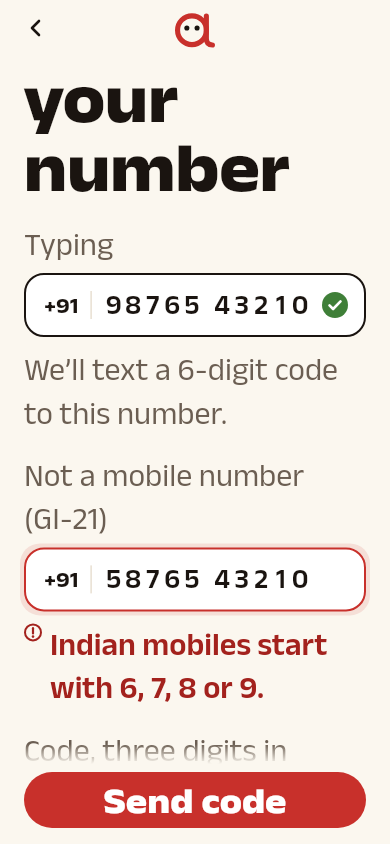 your
number
Typing
+91 98765 43210
We’ll text a 6-digit code
to this number.
Not a mobile number
(GI-21)
+91 58765 43210
Indian mobiles start
with 6, 7, 8 or 9.
Code, three digits in
Send code